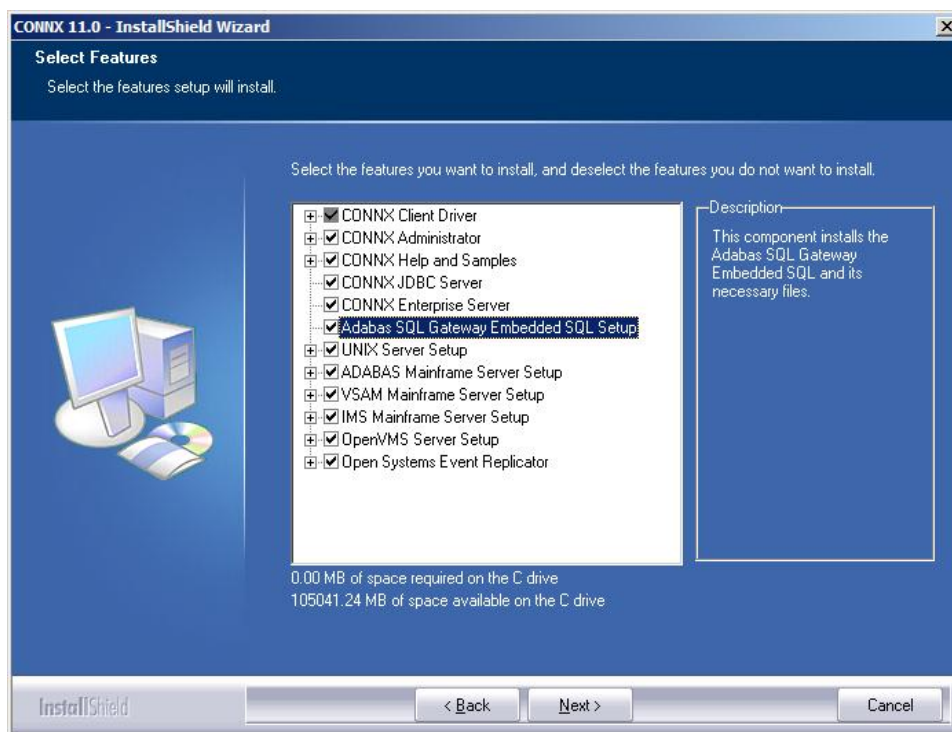 CONNX 11.0 - InstallShield Wizard
Select Features
Select the features setup will install.
Select the features you want to install, and deselect the features you do not want to install.
CONNX Client Driver
CONNX Administrator
CONNX Help and Samples
CONNX JDBC Server
CONNX Enterprise Server
Adabas SQL Gateway Embedded SQL Setup
UNIX Server Setup
ADABAS Mainframe Server Setup
VSAM Mainframe Server Setup
IMS Mainframe Server Setup
OpenVMS Server Setup
Open Systems Event Replicator
Description
This component installs the
Adabas SQL Gateway
Embedded SQL and its
necessary files.
0.00 MB of space required on the C drive
105041.24 MB of space available on the C drive
InstallShield
< Back
Next >
Cancel